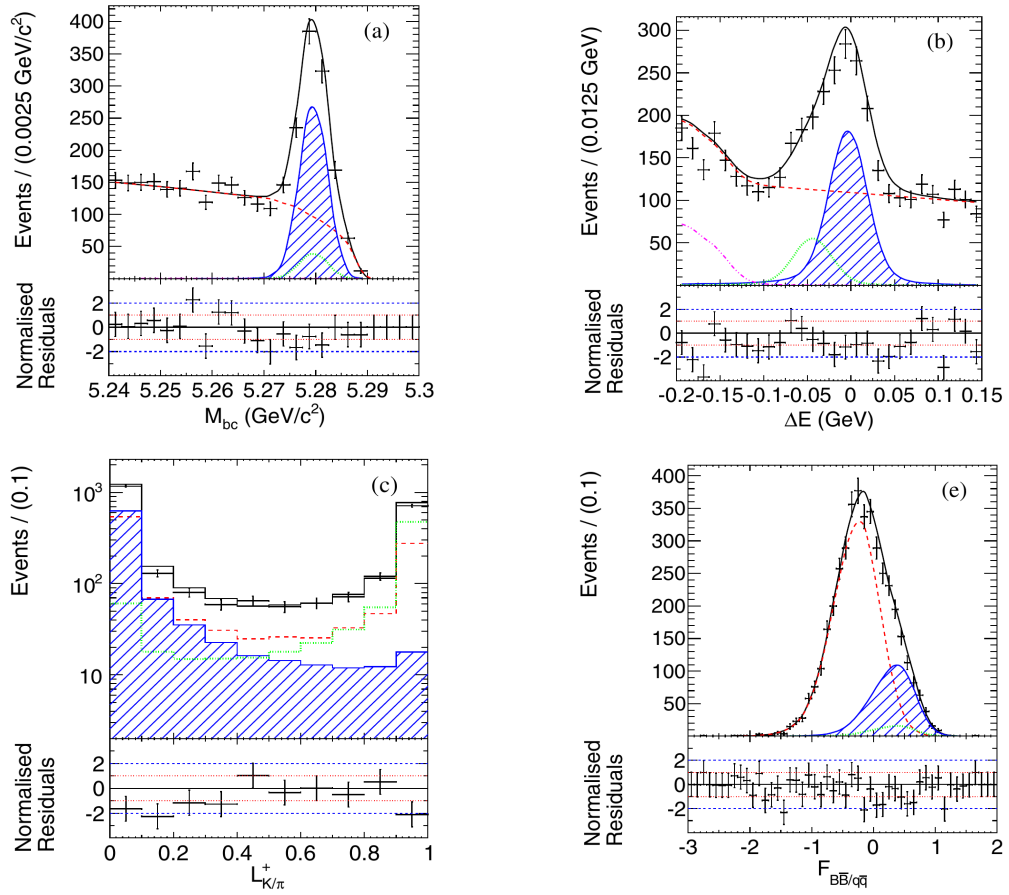 (a)
Events / (0.0025 GeV/c²)
400
350
300
250
200
150
100
50
Normalised Residuals
2
0
-2
5.24 5.25 5.26 5.27 5.28 5.29 5.3
M_bc (GeV/c²)
(b)
Events / (0.0125 GeV)
300
250
200
150
100
50
Normalised Residuals
2
0
-2
-0.2 -0.15 -0.1 -0.05 0 0.05 0.1 0.15
ΔE (GeV)
(c)
Events / (0.1)
10³
10²
10
Normalised Residuals
2
0
-2
0 0.2 0.4 0.6 0.8 1
L⁺_K/π
(e)
Events / (0.1)
400
350
300
250
200
150
100
50
Normalised Residuals
2
0
-2
-3 -2 -1 0 1 2
F_BB̅/qq̅